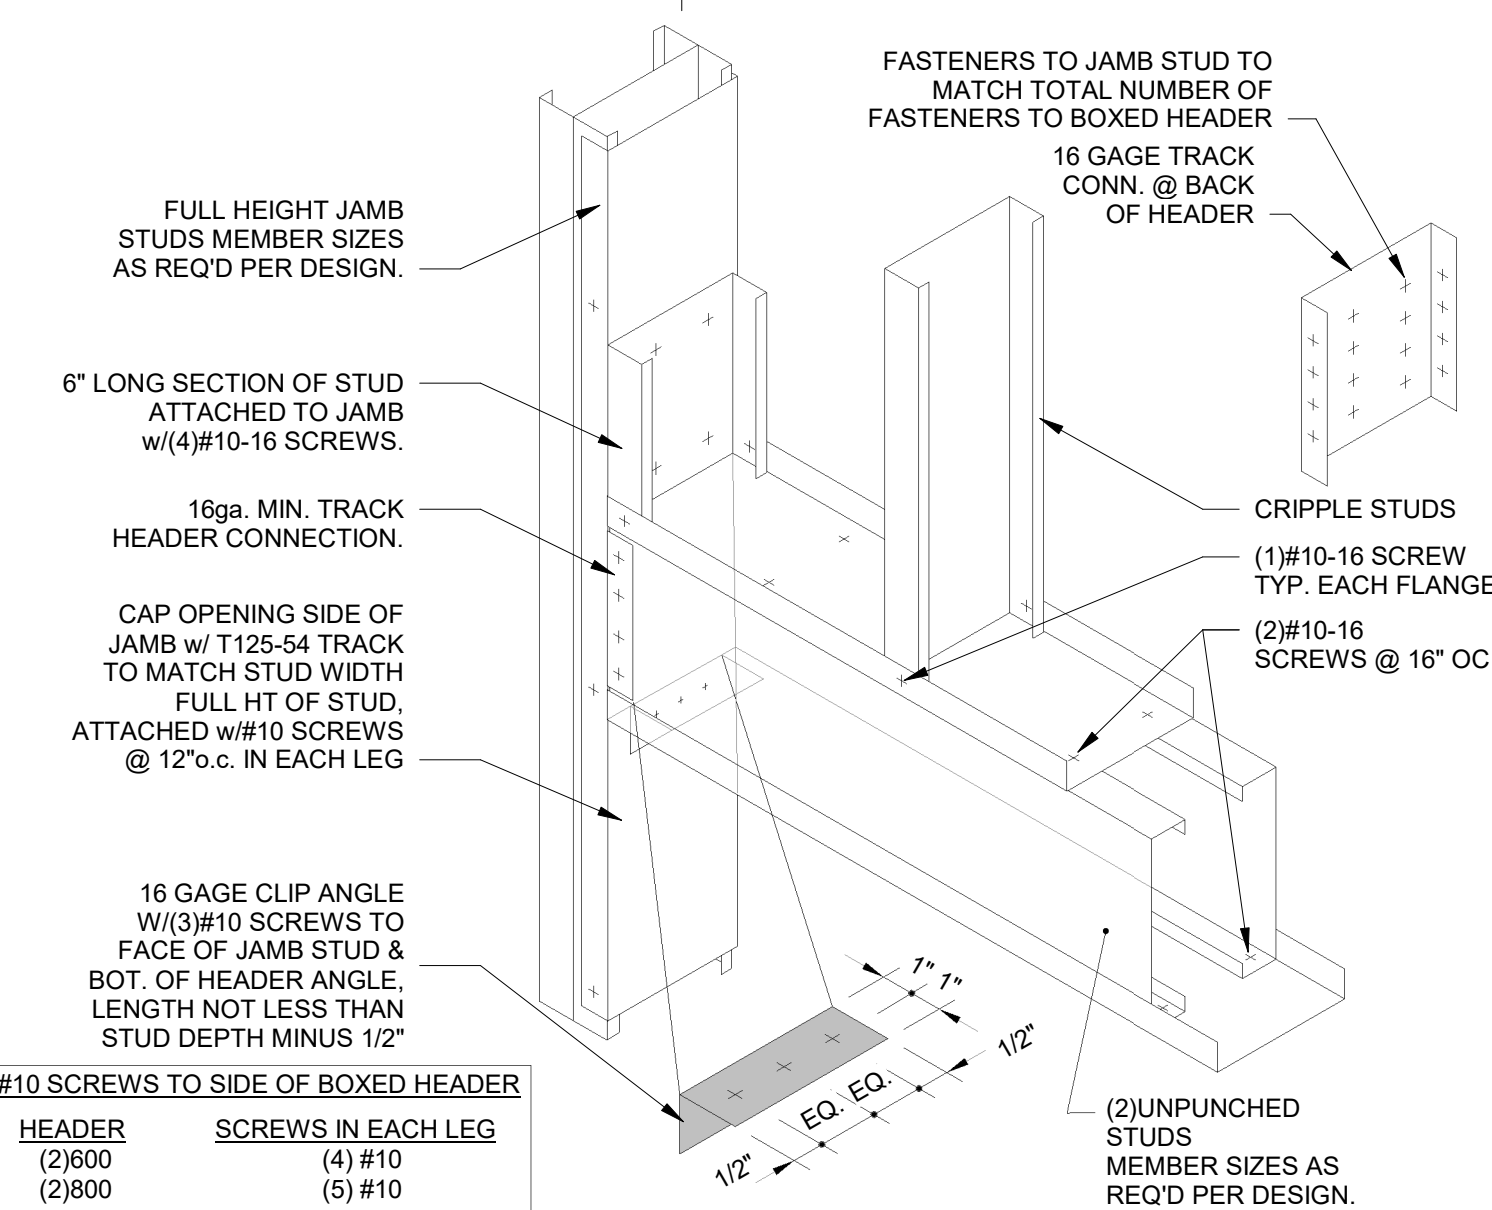 FASTENERS TO JAMB STUD TO
MATCH TOTAL NUMBER OF
FASTENERS TO BOXED HEADER
16 GAGE TRACK
CONN. @ BACK
OF HEADER
FULL HEIGHT JAMB
STUDS MEMBER SIZES
AS REQ'D PER DESIGN.
6" LONG SECTION OF STUD
ATTACHED TO JAMB
w/(4)#10-16 SCREWS.
16ga. MIN. TRACK
HEADER CONNECTION.
CAP OPENING SIDE OF
JAMB w/ T125-54 TRACK
TO MATCH STUD WIDTH
FULL HT OF STUD,
ATTACHED w/#10 SCREWS
@ 12"o.c. IN EACH LEG
16 GAGE CLIP ANGLE
W/(3)#10 SCREWS TO
FACE OF JAMB STUD &
BOT. OF HEADER ANGLE,
LENGTH NOT LESS THAN
STUD DEPTH MINUS 1/2"
CRIPPLE STUDS
(1)#10-16 SCREW
TYP. EACH FLANGE
(2)#10-16
SCREWS @ 16" OC
1"
1"
1/2"
EQ. EQ.
1/2"
(2)UNPUNCHED
STUDS
MEMBER SIZES AS
REQ'D PER DESIGN.
#10 SCREWS TO SIDE OF BOXED HEADER
HEADER SCREWS IN EACH LEG
(2)600 (4) #10
(2)800 (5) #10